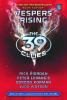 VESPERS
RISING
THE
39
CLUES
RICK RIORDAN
PETER LERANGIS
GORDON KORMAN
JUDE WATSON